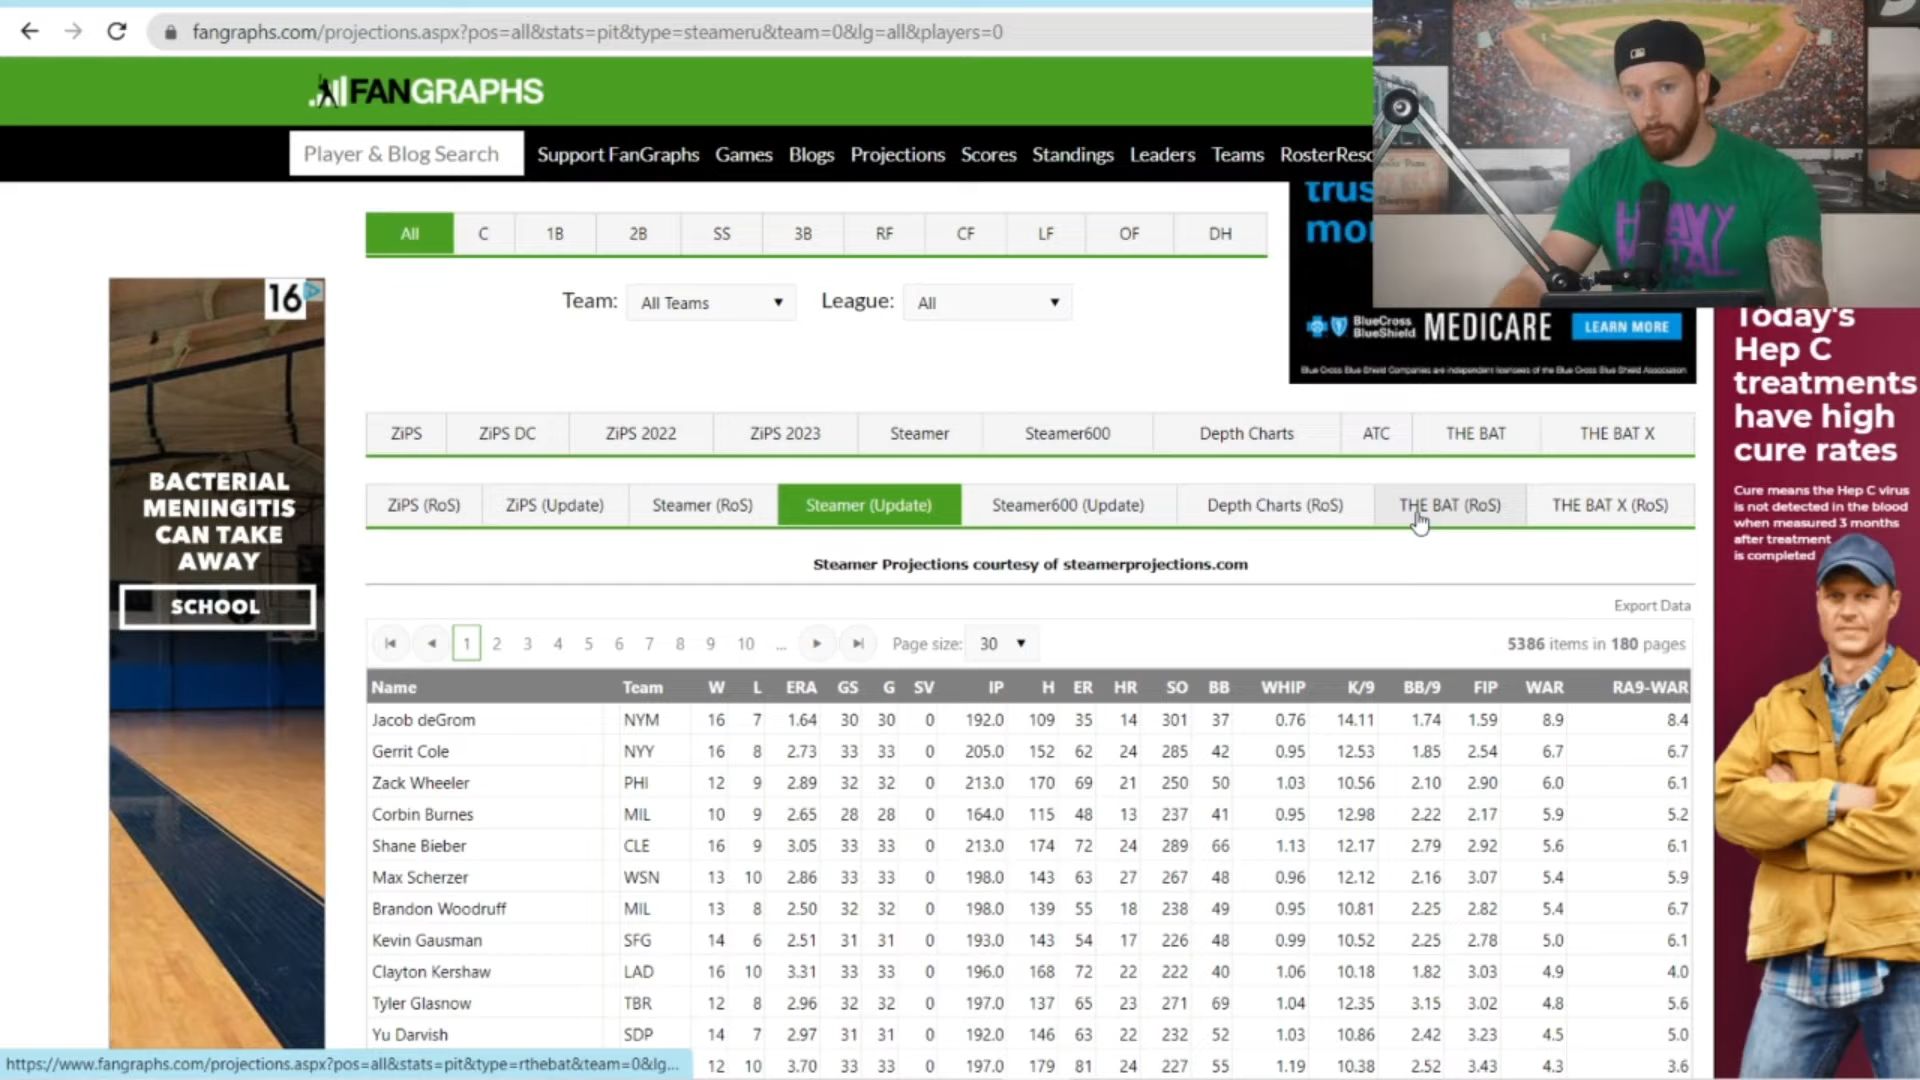 fangraphs.com/projections.aspx?pos=all&stats=pit&type=steameru&team=0&lg=all&players=0
FANGRAPHS
Player & Blog Search Support FanGraphs Games Blogs Projections Scores Standings Leaders Teams RosterReso
trus
mo
HEAVY
METAL
All C 1B 2B SS 3B RF CF LF OF DH
Team: All Teams League: All
16
BlueCross
BlueShield MEDICARE LEARN MORE
Blue Cross Blue Shield Companies are independent licensees of the Blue Cross Blue Shield Association
Today's
Hep C
treatments
have high
cure rates
Cure means the Hep C virus
is not detected in the blood
when measured 3 months
after treatment
is completed
BACTERIAL
MENINGITIS
CAN TAKE
AWAY
SCHOOL
ZiPS ZiPS DC ZiPS 2022 ZiPS 2023 Steamer Steamer600 Depth Charts ATC THE BAT THE BAT X
ZiPS (RoS) ZiPS (Update) Steamer (RoS) Steamer (Update) Steamer600 (Update) Depth Charts (RoS) THE BAT (RoS) THE BAT X (RoS)
Steamer Projections courtesy of steamerprojections.com
Export Data
1 2 3 4 5 6 7 8 9 10 ... Page size: 30 5386 items in 180 pages
Name Team W L ERA GS G SV IP H ER HR SO BB WHIP K/9 BB/9 FIP WAR RA9-WAR
Jacob deGrom NYM 16 7 1.64 30 30 0 192.0 109 35 14 301 37 0.76 14.11 1.74 1.59 8.9 8.4
Gerrit Cole NYY 16 8 2.73 33 33 0 205.0 152 62 24 285 42 0.95 12.53 1.85 2.54 6.7 6.7
Zack Wheeler PHI 12 9 2.89 32 32 0 213.0 170 69 21 250 50 1.03 10.56 2.10 2.90 6.0 6.1
Corbin Burnes MIL 10 9 2.65 28 28 0 164.0 115 48 13 237 41 0.95 12.98 2.22 2.17 5.9 5.2
Shane Bieber CLE 16 9 3.05 33 33 0 213.0 174 72 24 289 66 1.13 12.17 2.79 2.92 5.6 6.1
Max Scherzer WSN 13 10 2.86 33 33 0 198.0 143 63 27 267 48 0.96 12.12 2.16 3.07 5.4 5.9
Brandon Woodruff MIL 13 8 2.50 32 32 0 198.0 139 55 18 238 49 0.95 10.81 2.25 2.82 5.4 6.7
Kevin Gausman SFG 14 6 2.51 31 31 0 193.0 143 54 17 226 48 0.99 10.52 2.25 2.78 5.0 6.1
Clayton Kershaw LAD 16 10 3.31 33 33 0 196.0 168 72 22 222 40 1.06 10.18 1.82 3.03 4.9 4.0
Tyler Glasnow TBR 12 8 2.96 32 32 0 197.0 137 65 23 271 69 1.04 12.35 3.15 3.02 4.8 5.6
Yu Darvish SDP 14 7 2.97 31 31 0 192.0 146 63 22 232 52 1.03 10.86 2.42 3.23 4.5 5.0
12 10 3.70 33 33 0 197.0 179 81 24 227 55 1.19 10.38 2.52 3.43 4.3 3.6
https://www.fangraphs.com/projections.aspx?pos=all&stats=pit&type=rthebat&team=0&lg...